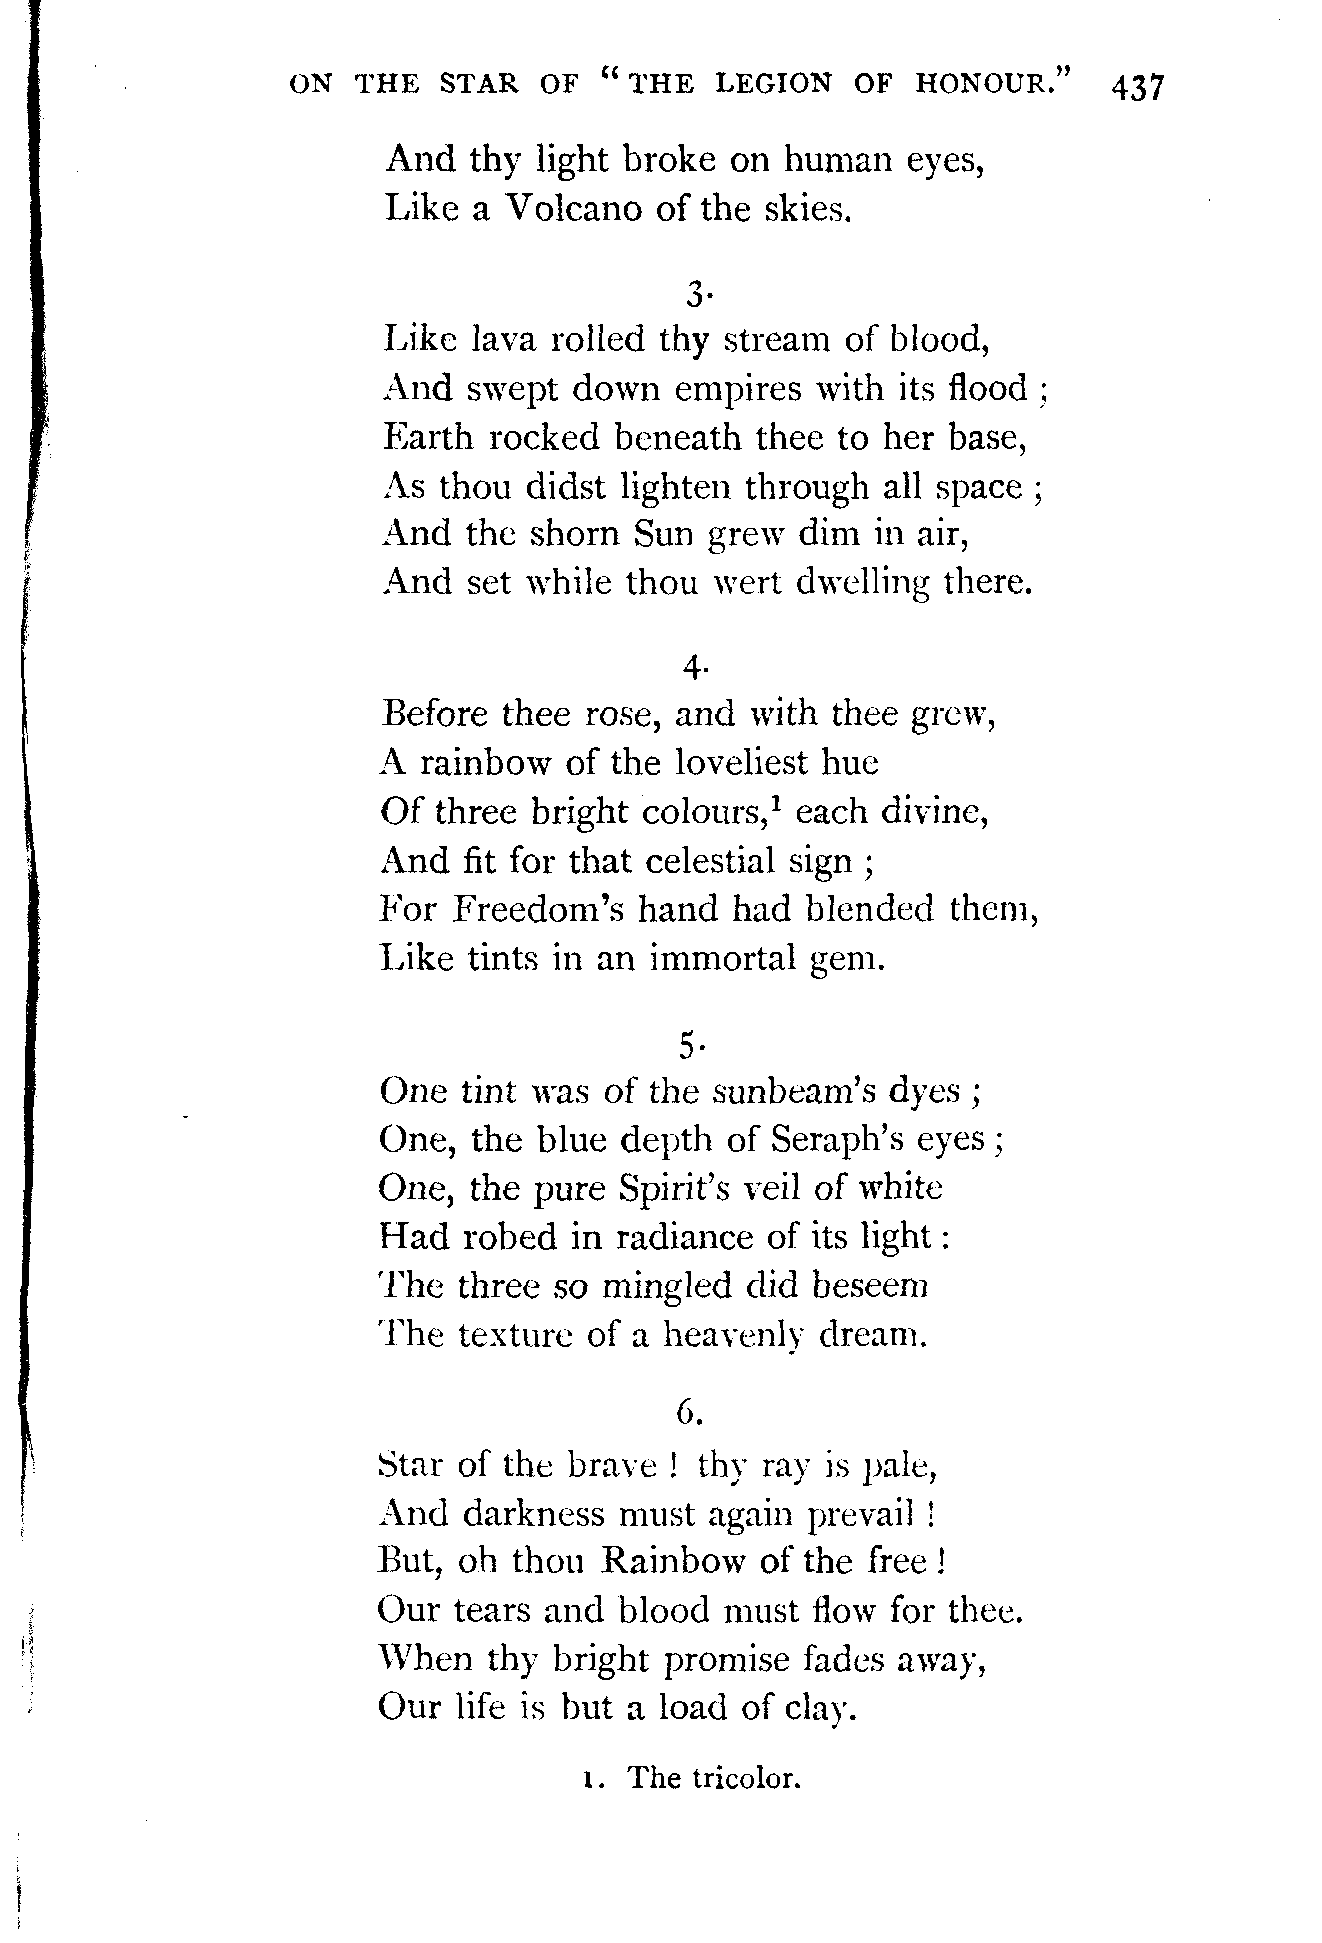 ON THE STAR OF “THE LEGION OF HONOUR.” 437
And thy light broke on human eyes,
Like a Volcano of the skies.
3.
Like lava rolled thy stream of blood,
And swept down empires with its flood ;
Earth rocked beneath thee to her base,
As thou didst lighten through all space ;
And the shorn Sun grew dim in air,
And set while thou wert dwelling there.
4.
Before thee rose, and with thee grew,
A rainbow of the loveliest hue
Of three bright colours,¹ each divine,
And fit for that celestial sign ;
For Freedom’s hand had blended them,
Like tints in an immortal gem.
5.
One tint was of the sunbeam’s dyes ;
One, the blue depth of Seraph’s eyes ;
One, the pure Spirit’s veil of white
Had robed in radiance of its light :
The three so mingled did beseem
The texture of a heavenly dream.
6.
Star of the brave ! thy ray is pale,
And darkness must again prevail !
But, oh thou Rainbow of the free !
Our tears and blood must flow for thee.
When thy bright promise fades away,
Our life is but a load of clay.
1. The tricolor.